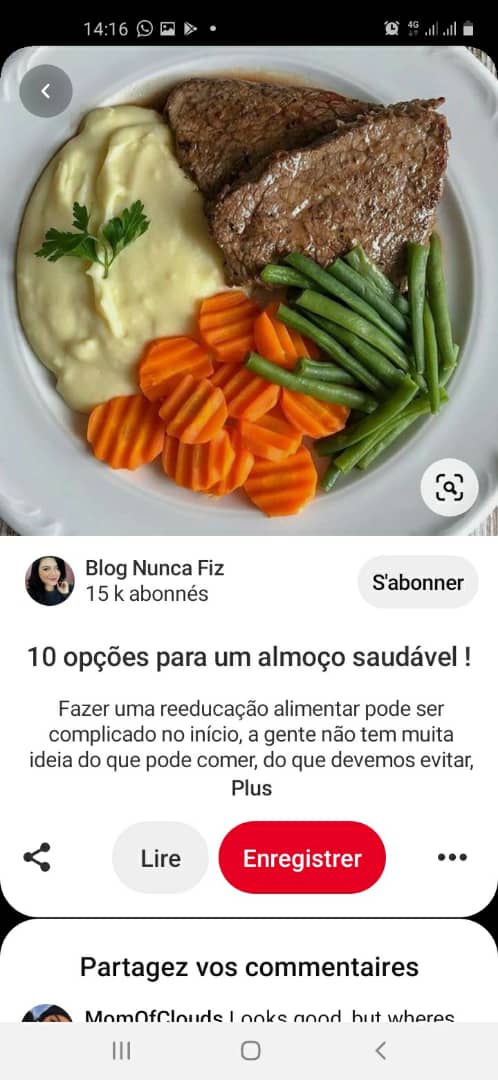 14:16
4G
Blog Nunca Fiz
15 k abonnés
S'abonner
10 opções para um almoço saudável !
Fazer uma reeducação alimentar pode ser
complicado no início, a gente não tem muita
ideia do que pode comer, do que devemos evitar,
Plus
Lire
Enregistrer
Partagez vos commentaires
MomOfClouds Looks good, but wheres